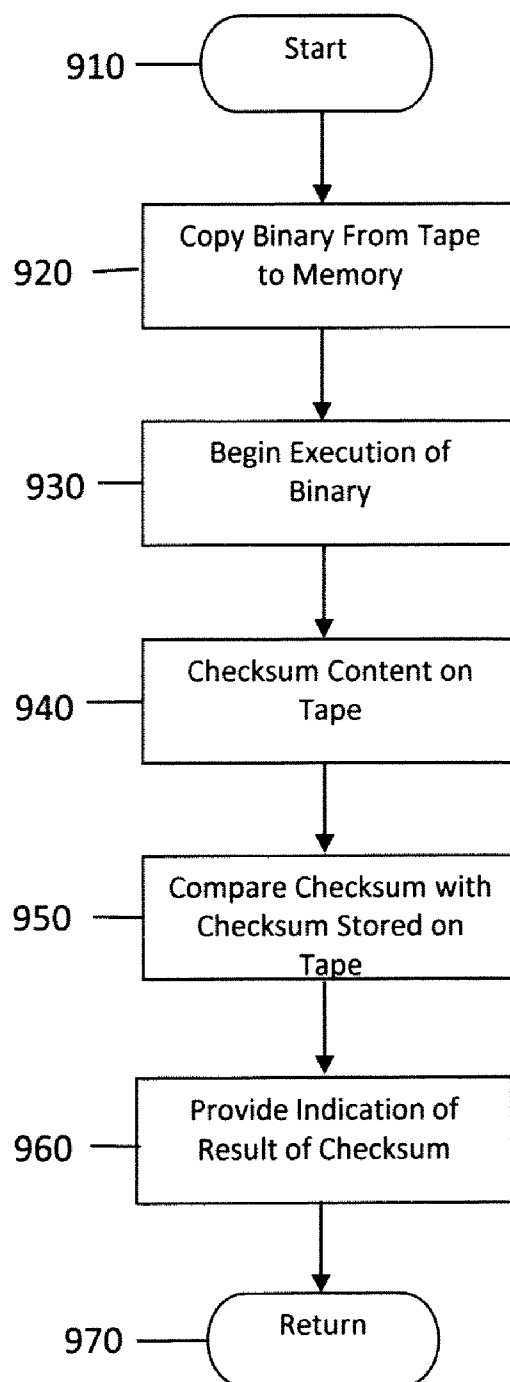 910
Start
920
Copy Binary From Tape
to Memory
930
Begin Execution of
Binary
940
Checksum Content on
Tape
950
Compare Checksum with
Checksum Stored on
Tape
960
Provide Indication of
Result of Checksum
970
Return